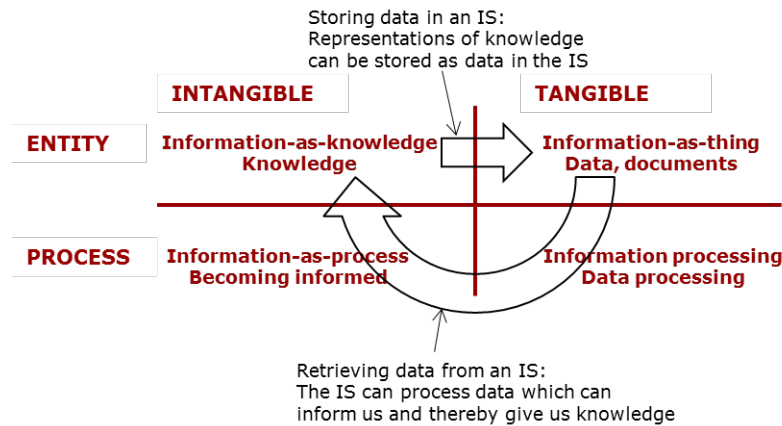 Storing data in an IS:
Representations of knowledge
can be stored as data in the IS
INTANGIBLE
TANGIBLE
ENTITY
Information-as-knowledge
Knowledge
Information-as-thing
Data, documents
PROCESS
Information-as-process
Becoming informed
Information processing
Data processing
Retrieving data from an IS:
The IS can process data which can
inform us and thereby give us knowledge